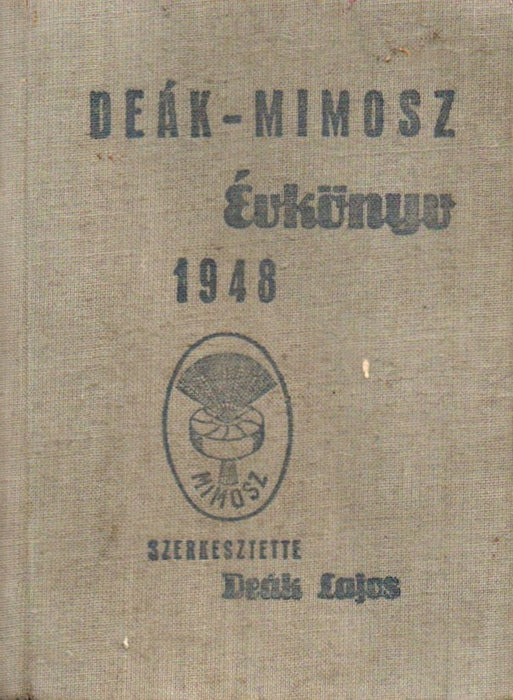 DEÁK-MIMOSZ
Évkönyv
1948
MIMOSZ
SZERKESZTETTE
Deák Lajos